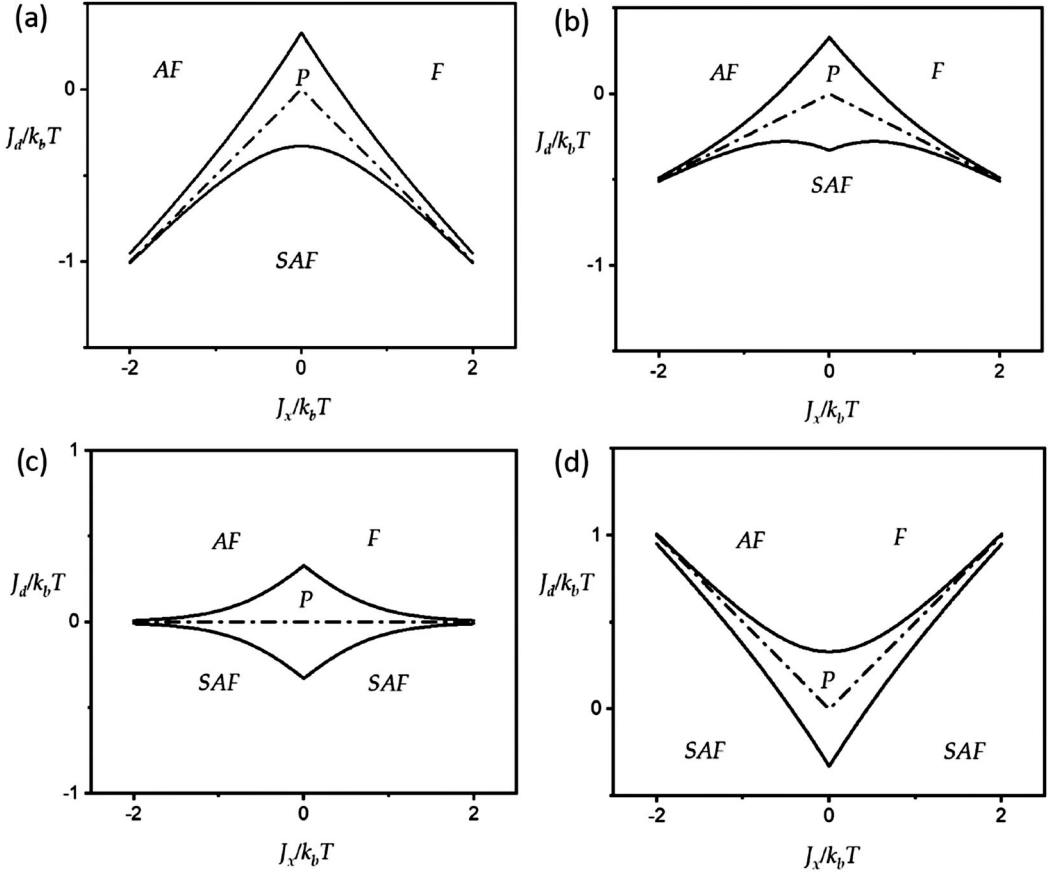 (a)
AF
F
P
SAF
0
-1
J_d/k_bT
-2
0
2
J_x/k_bT
(b)
AF
P
F
SAF
0
-1
J_d/k_bT
-2
0
2
J_x/k_bT
(c)
1
AF
F
J_d/k_bT
P
0
SAF
SAF
-1
-2
0
2
J_x/k_bT
(d)
1
AF
F
J_d/k_bT
P
0
SAF
SAF
-2
0
2
J_x/k_bT